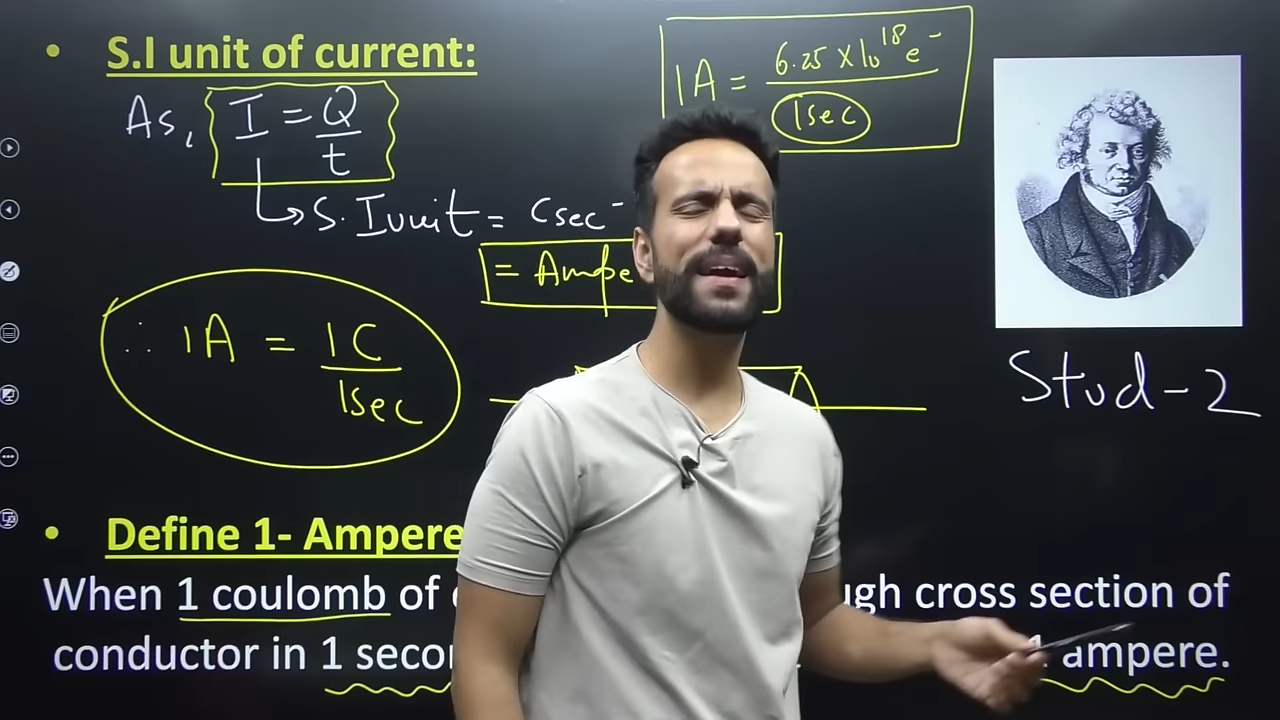 • S.I unit of current:
1A = 6.25 × 10¹⁸ e⁻ / 1sec
As, I = Q / t
S.I unit = Csec⁻
= Ampe
∴ 1A = 1C / 1sec
Stud-2
• Define 1- Ampere
When 1 coulomb of ugh cross section of
conductor in 1 secon 1 ampere.